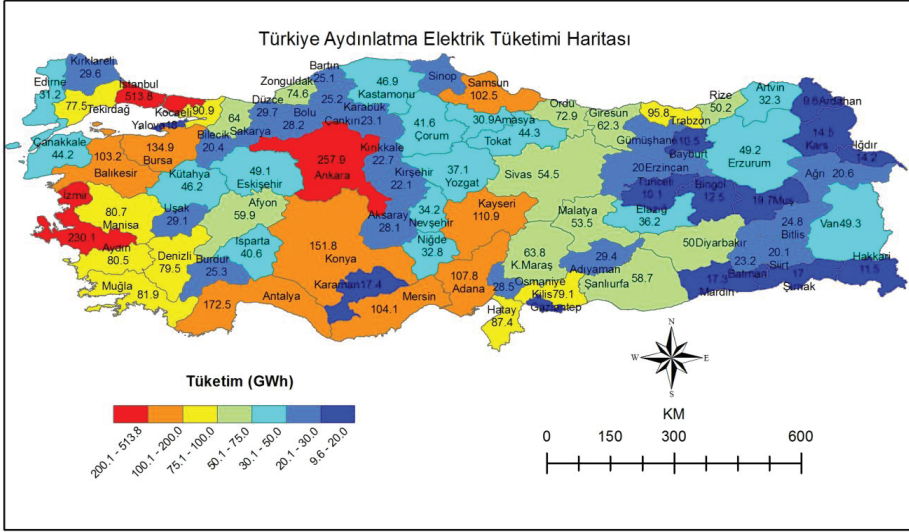 Türkiye Aydınlatma Elektrik Tüketimi Haritası
Kırklareli
29.6
Edirne
31.2
77.5
Tekirdağ
İstanbul
513.8
Kocaeli
90.9
Yalova 18
64
Sakarya
Düzce
29.7
Bolu
28.2
Zonguldak
74.6
Bartın
25.1
25.2
Karabük
46.9
Kastamonu
Çankırı 23.1
Sinop
Samsun
102.5
41.6
Çorum
30.9 Amasya
44.3
Tokat
Ordu
72.9
Giresun
62.3
95.8
Trabzon
Rize
50.2
Artvin
32.3
9.6 Ardahan
14.5
Kars
Iğdır
14.2
Ağrı
20.6
49.2
Erzurum
Gümüşhane
10.5
Bayburt
20 Erzincan
Tunceli
10.1
Bingöl
12.5
19.7 Muş
24.8
Bitlis
Van 49.3
Hakkari
11.5
20.1
Siirt
17
Şırnak
23.2
Batman
17.3
Mardin
50 Diyarbakır
Elazığ
36.2
Malatya
53.5
29.4
Adıyaman
58.7
Şanlıurfa
63.8
K.Maraş
Sivas 54.5
Kayseri
110.9
37.1
Yozgat
Kırıkkale
22.7
Kırşehir
22.1
34.2
Nevşehir
Niğde
32.8
Aksaray
28.1
257.9
Ankara
49.1
Eskişehir
Bilecik
20.4
134.9
Bursa
103.2
Balıkesir
Çanakkale
44.2
Kütahya
46.2
Afyon
59.9
Uşak
29.1
İzmir
230.1
80.7
Manisa
Aydın
80.5
Denizli
79.5
Muğla
81.9
Burdur
25.3
Isparta
40.6
172.5
Antalya
151.8
Konya
Karaman 17.4
Mersin
104.1
107.8
Adana
28.5
Osmaniye
Kilis 79.1
Hatay
87.4
N
W
E
S
Tüketim (GWh)
200.1 - 513.8
100.1 - 200.0
75.1 - 100.0
50.1 - 75.0
30.1 - 50.0
20.1 - 30.0
9.6 - 20.0
KM
0 150 300 600